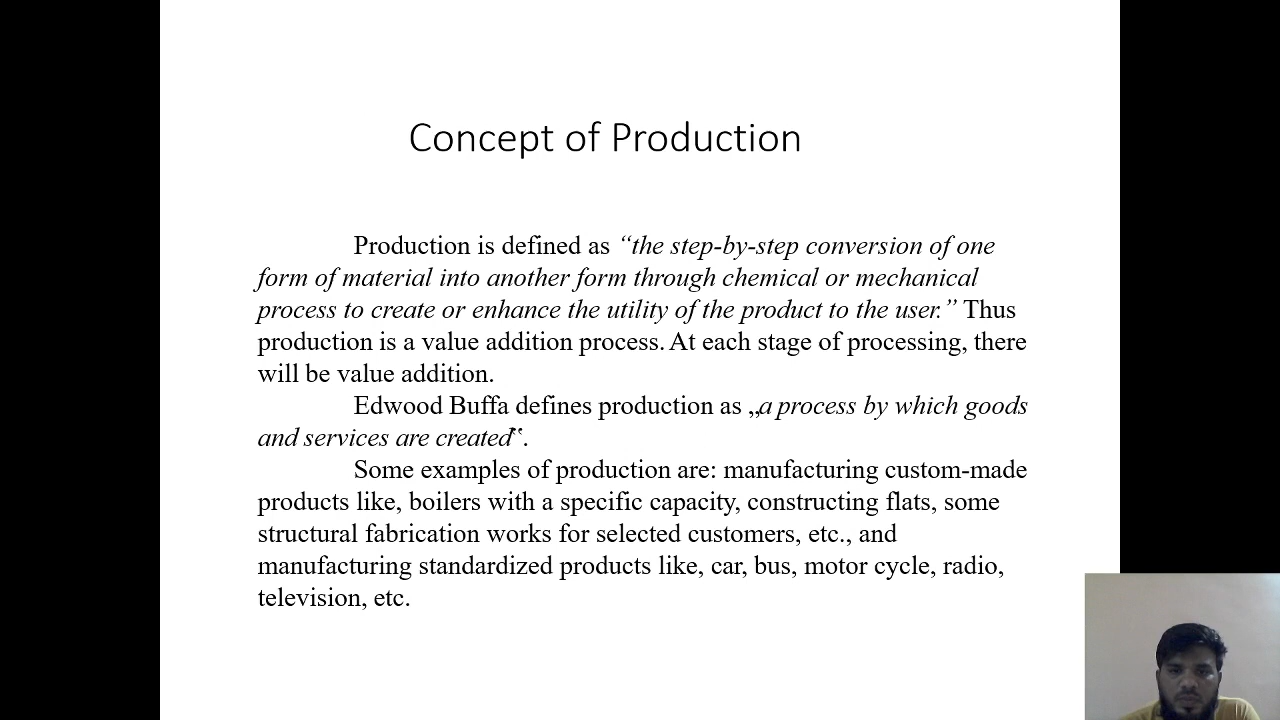 Concept of Production
Production is defined as “the step-by-step conversion of one
form of material into another form through chemical or mechanical
process to create or enhance the utility of the product to the user.” Thus
production is a value addition process. At each stage of processing, there
will be value addition.
Edwood Buffa defines production as „a process by which goods
and services are created‟.
Some examples of production are: manufacturing custom-made
products like, boilers with a specific capacity, constructing flats, some
structural fabrication works for selected customers, etc., and
manufacturing standardized products like, car, bus, motor cycle, radio,
television, etc.